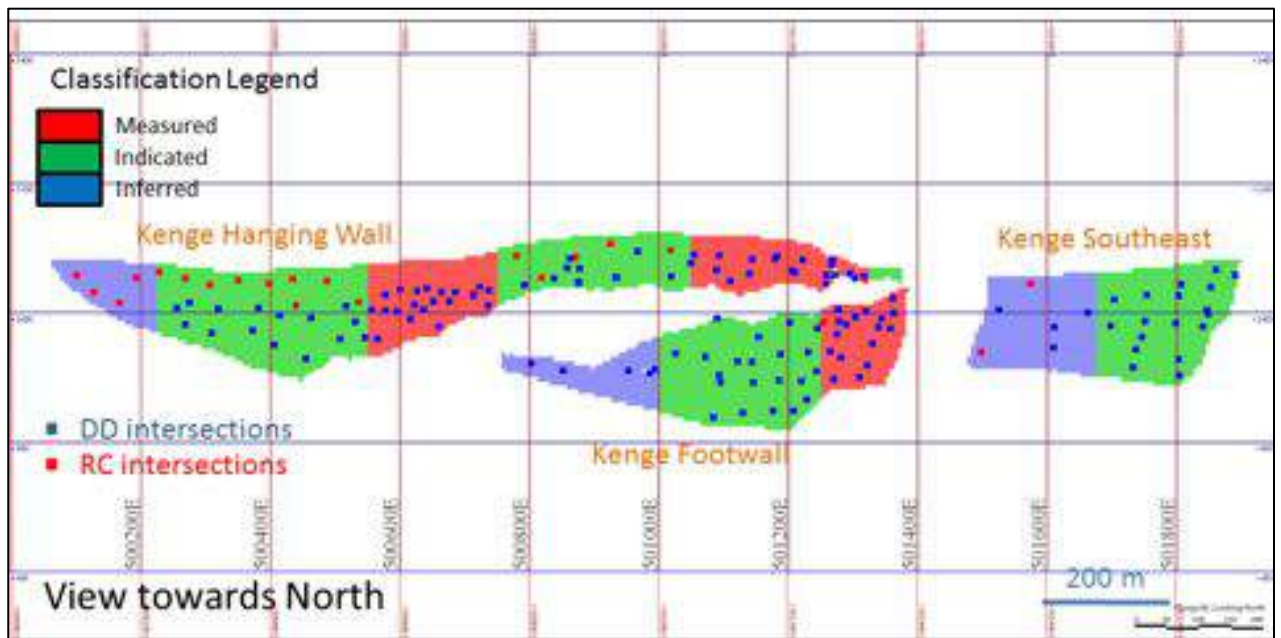 Classification Legend
Measured
Indicated
Inferred
Kenge Hanging Wall
Kenge Southeast
DD intersections
RC intersections
Kenge Footwall
500200E
500400E
500600E
500800E
501000E
501200E
501400E
501600E
501800E
200 m
View towards North